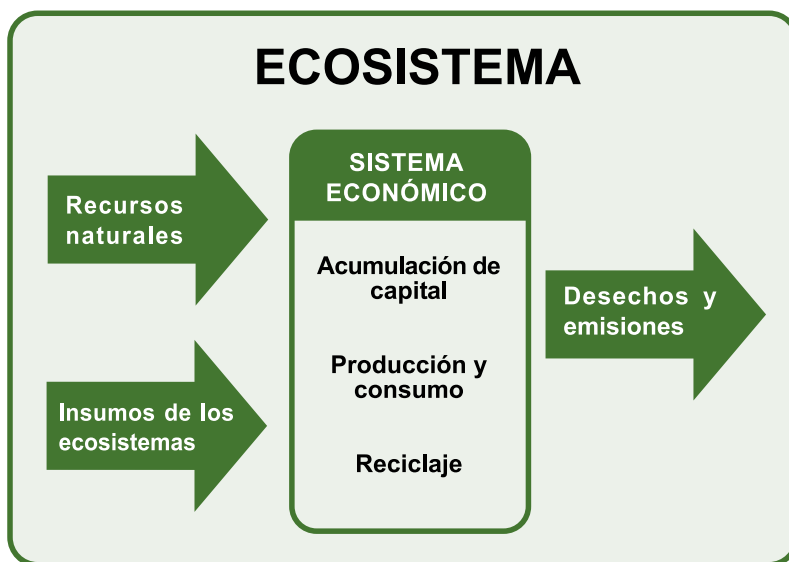 ECOSISTEMA
Recursos
naturales
Insumos de los
ecosistemas
SISTEMA
ECONÓMICO
Acumulación de
capital
Producción y
consumo
Reciclaje
Desechos y
emisiones